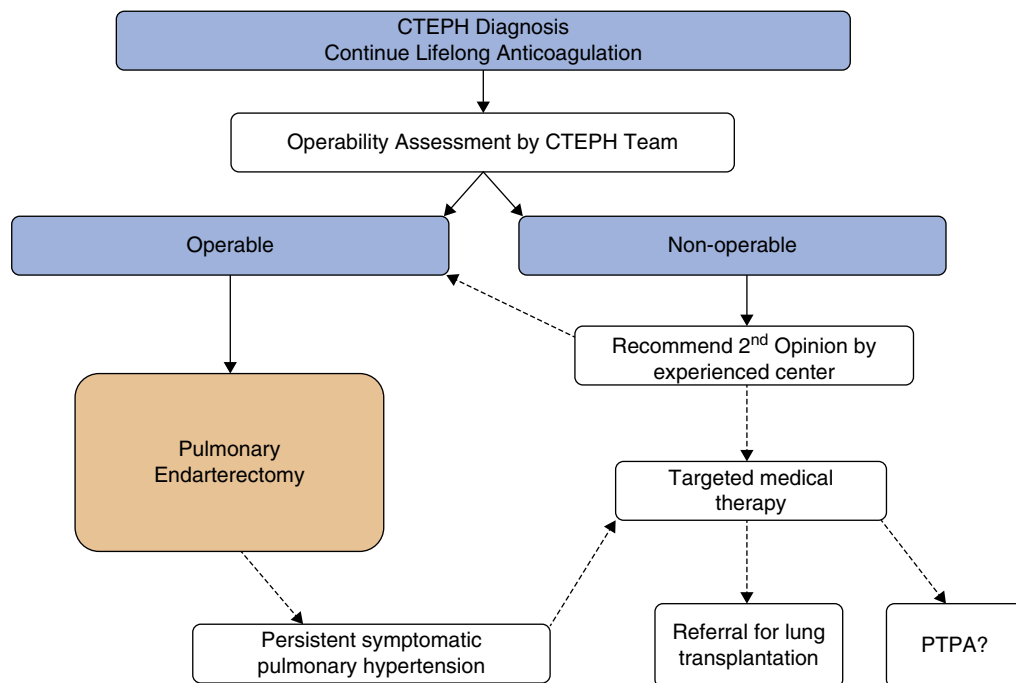 CTEPH Diagnosis
Continue Lifelong Anticoagulation
Operability Assessment by CTEPH Team
Operable
Non-operable
Recommend 2nd Opinion by
experienced center
Pulmonary
Endarterectomy
Targeted medical
therapy
Persistent symptomatic
pulmonary hypertension
Referral for lung
transplantation
PTPA?